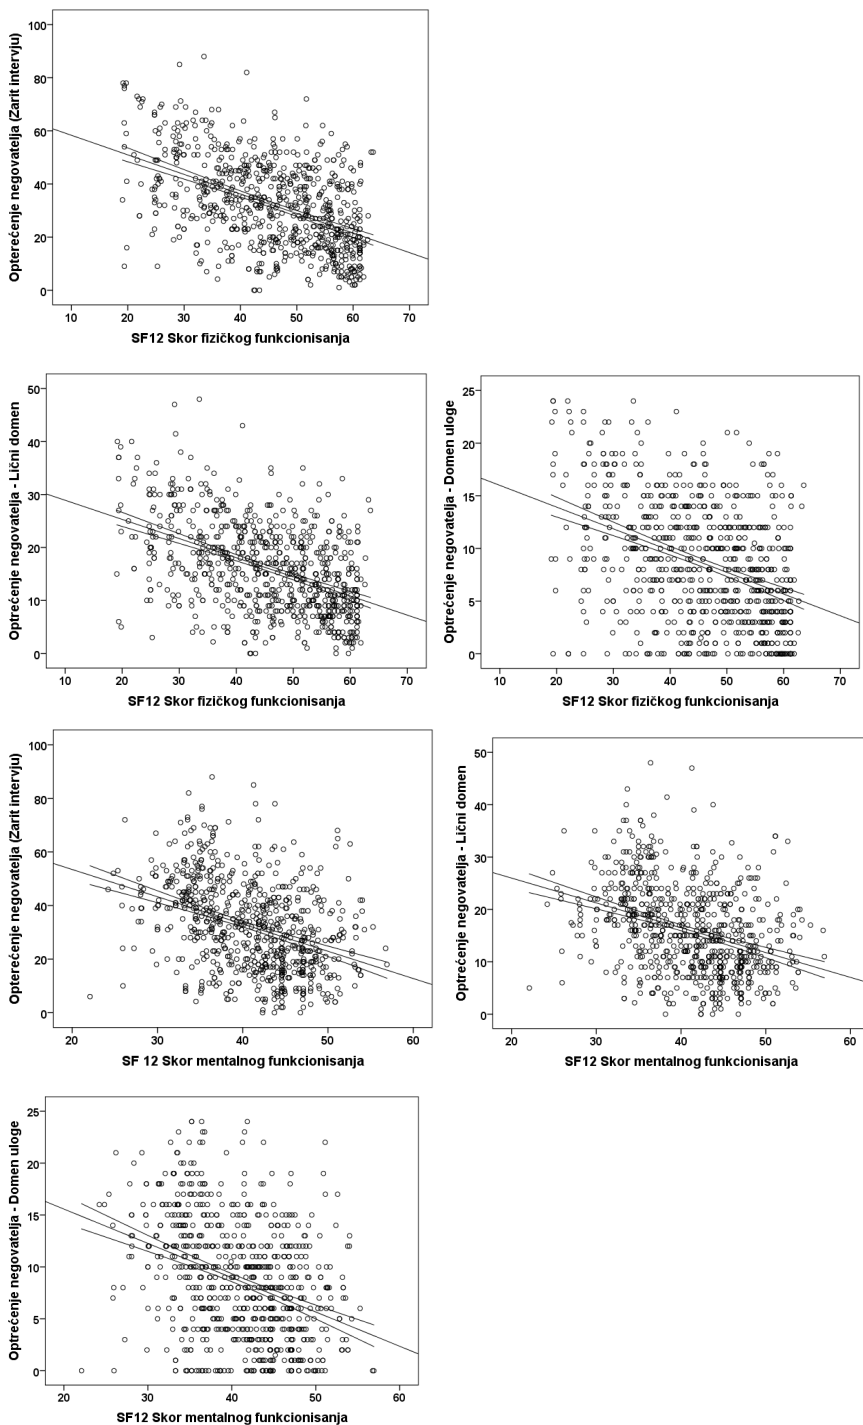 Opterećenje negovatelja (Zarit intervju)
100
80
60
40
20
0
10 20 30 40 50 60 70
SF12 Skor fizičkog funkcionisanja
Optrećenje negovatelja - Lični domen
50
40
30
20
10
0
10 20 30 40 50 60 70
SF12 Skor fizičkog funkcionisanja
Optrećenje negovatelja - Domen uloge
25
20
15
10
5
0
10 20 30 40 50 60 70
SF12 Skor fizičkog funkcionisanja
Opterećenje negovatelja (Zarit intervju)
100
80
60
40
20
0
20 30 40 50 60
SF 12 Skor mentalnog funkcionisanja
Optrećenje negovatelja - Lični domen
50
40
30
20
10
0
20 30 40 50 60
SF12 Skor mentalnog funkcionisanja
Optrećenje negovatelja - Domen uloge
25
20
15
10
5
0
20 30 40 50 60
SF12 Skor mentalnog funkcionisanja